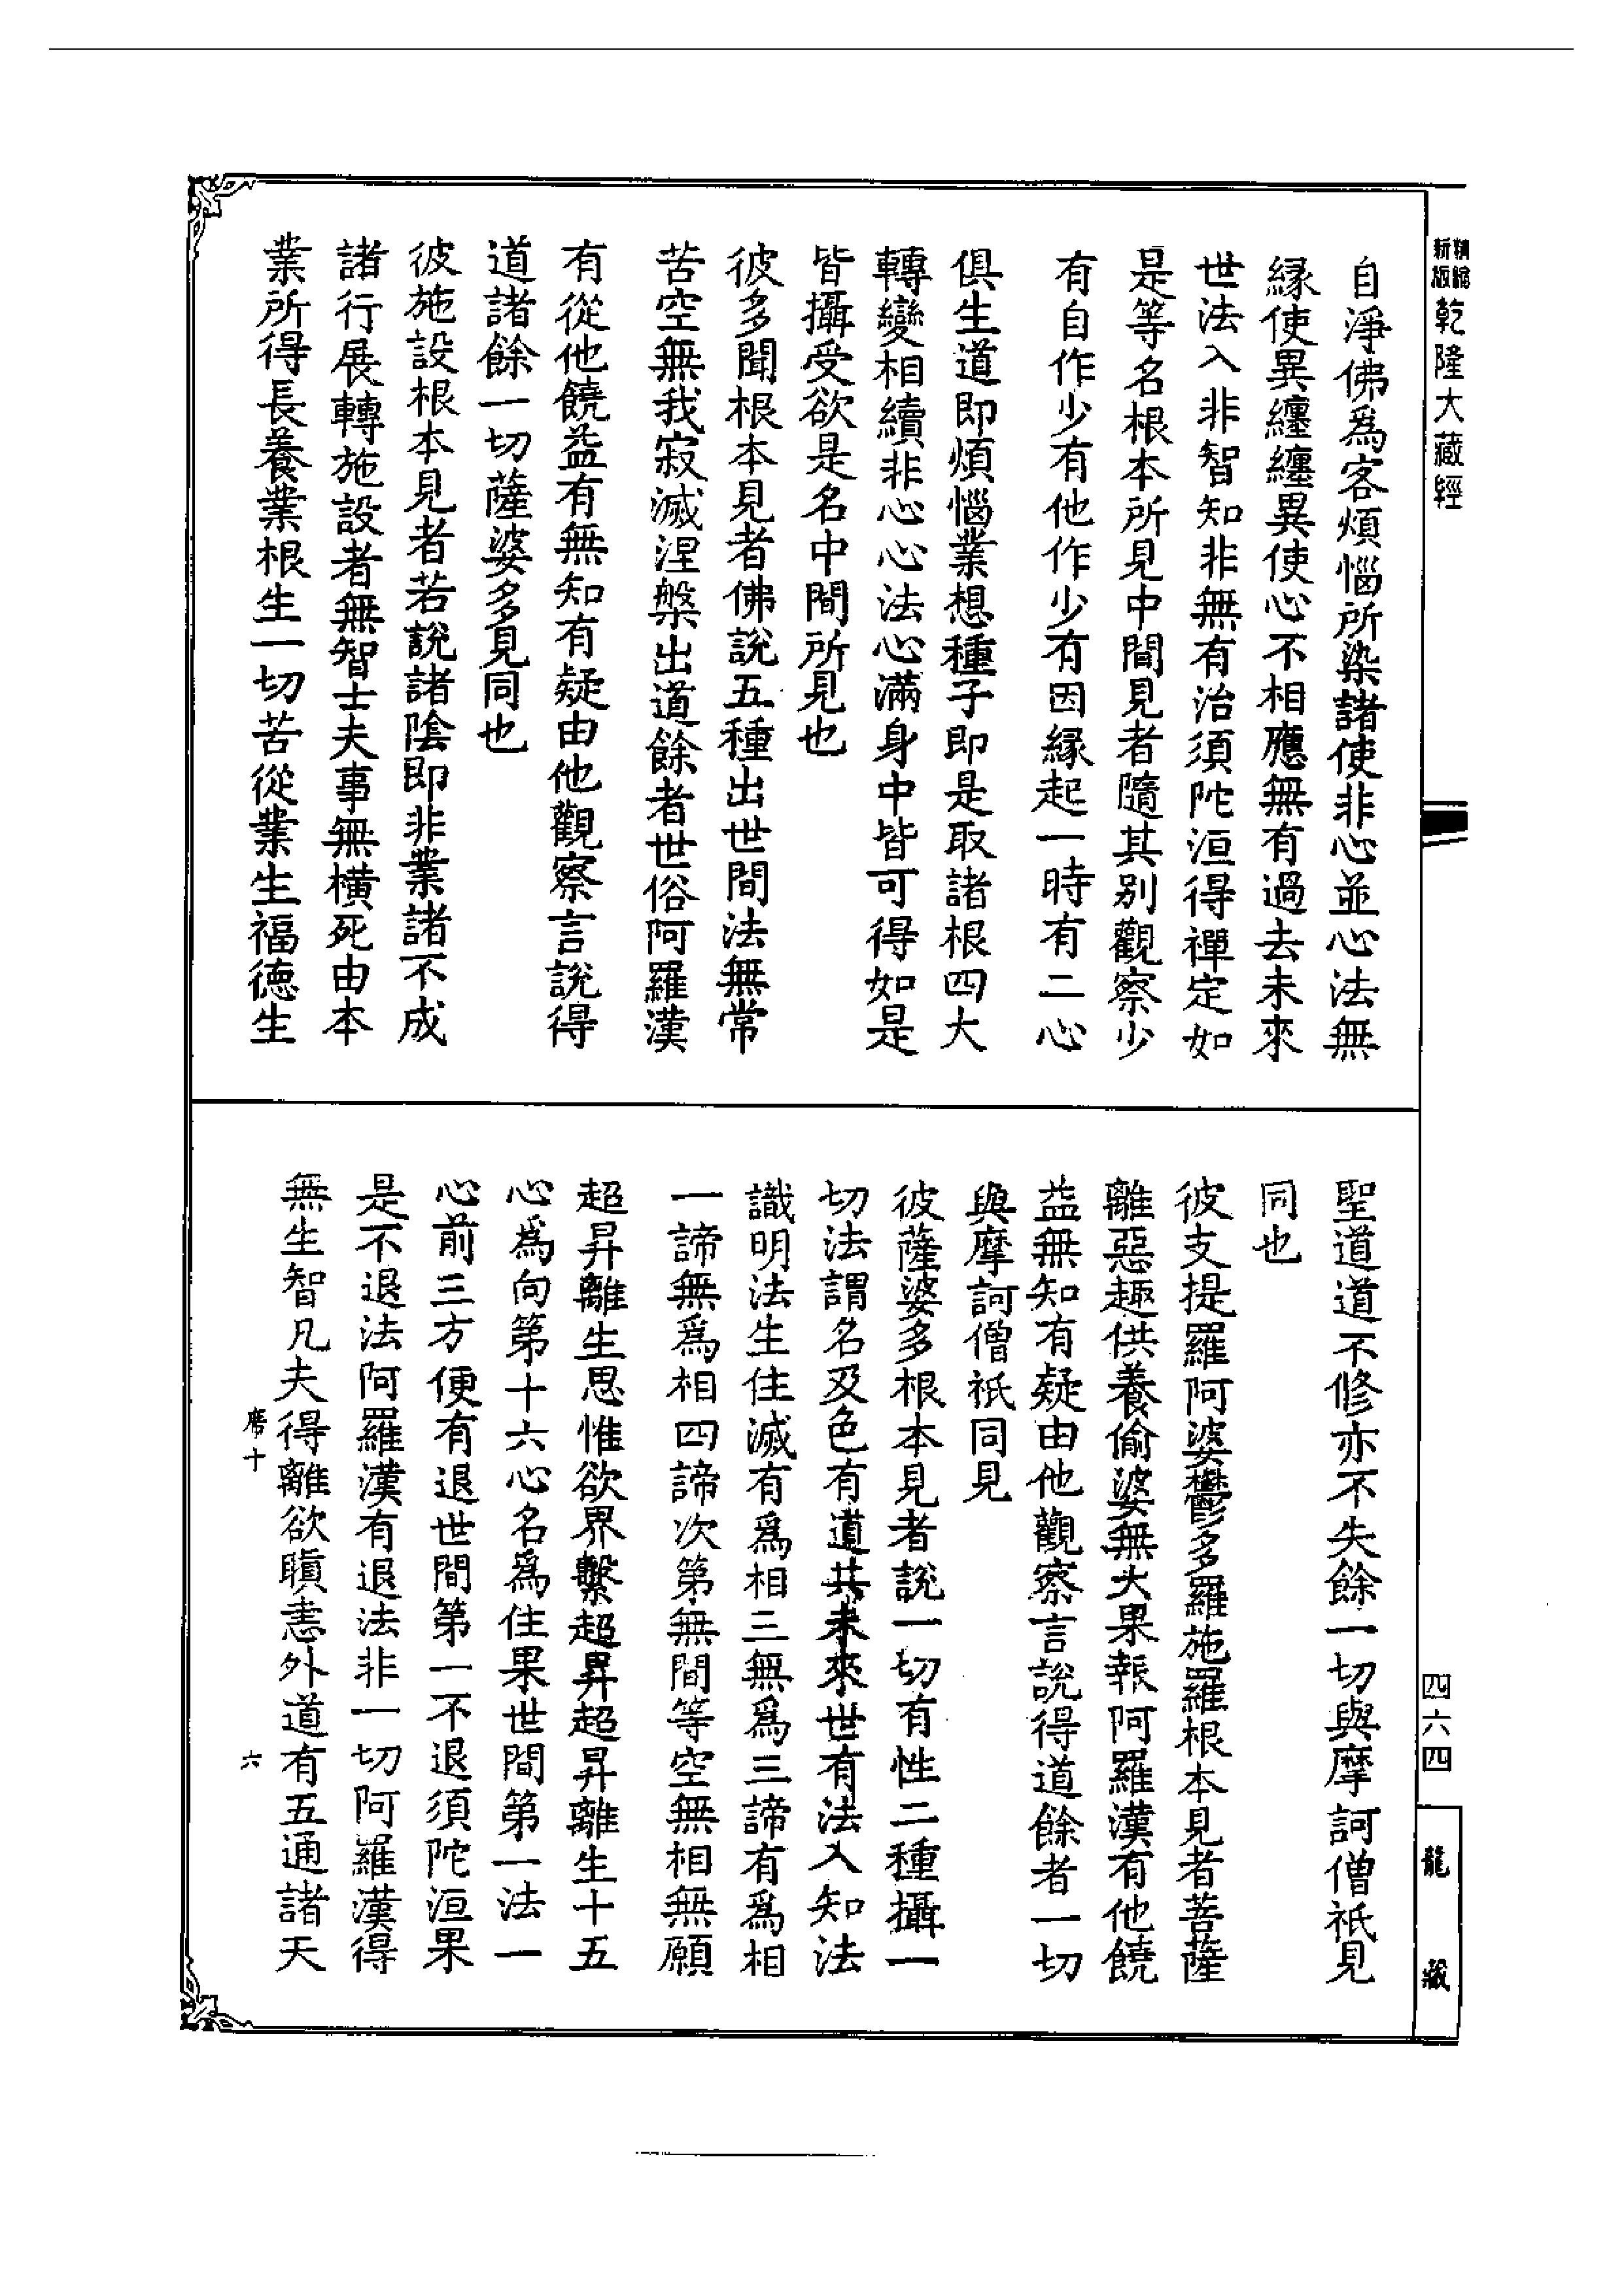 精縮
新版
乾隆大藏經
自淨佛爲客煩惱所染諸使非心並心法無
緣使異纏纏異使心不相應無有過去未來
世法入非智知非無有治須陀洹得禪定如
是等名根本所見中間見者隨其別觀察少
有自作少有他作少有因緣起一時有二心
俱生道即煩惱業想種子即是取諸根四大
轉變相續非心心法心滿身中皆可得如是
皆攝受欲是名中間所見也
彼多聞根本見者佛說五種出世間法無常
苦空無我寂滅涅槃出道餘者世俗阿羅漢
有從他饒益有無知有疑由他觀察言說得
道諸餘一切薩婆多見同也
彼施設根本見者若說諸陰即非業諸不成
諸行展轉施設者無智士夫事無橫死由本
業所得長養業根生一切苦從業生福德生
聖道道不修亦不失餘一切與摩訶僧祇見
同也
彼支提羅阿婆鬱多羅施羅根本見者菩薩
離惡趣供養偷婆無大果報阿羅漢有他饒
益無知有疑由他觀察言說得道餘者一切
與摩訶僧祇同見
彼薩婆多根本見者說一切有性二種攝一
切法謂名及色有道共未來世有法入知法
識明法生住滅有爲相三無爲三諦有爲相
一諦無爲相四諦次第無間等空無相無願
超昇離生思惟欲界繫超昇超昇離生十五
心爲向第十六心名爲住果世間第一法一
心前三方便有退世間第一不退須陀洹果
是不退法阿羅漢有退法非一切阿羅漢得
無生智凡夫得離欲瞋恚外道有五通諸天
席十
六
四六四
龍藏